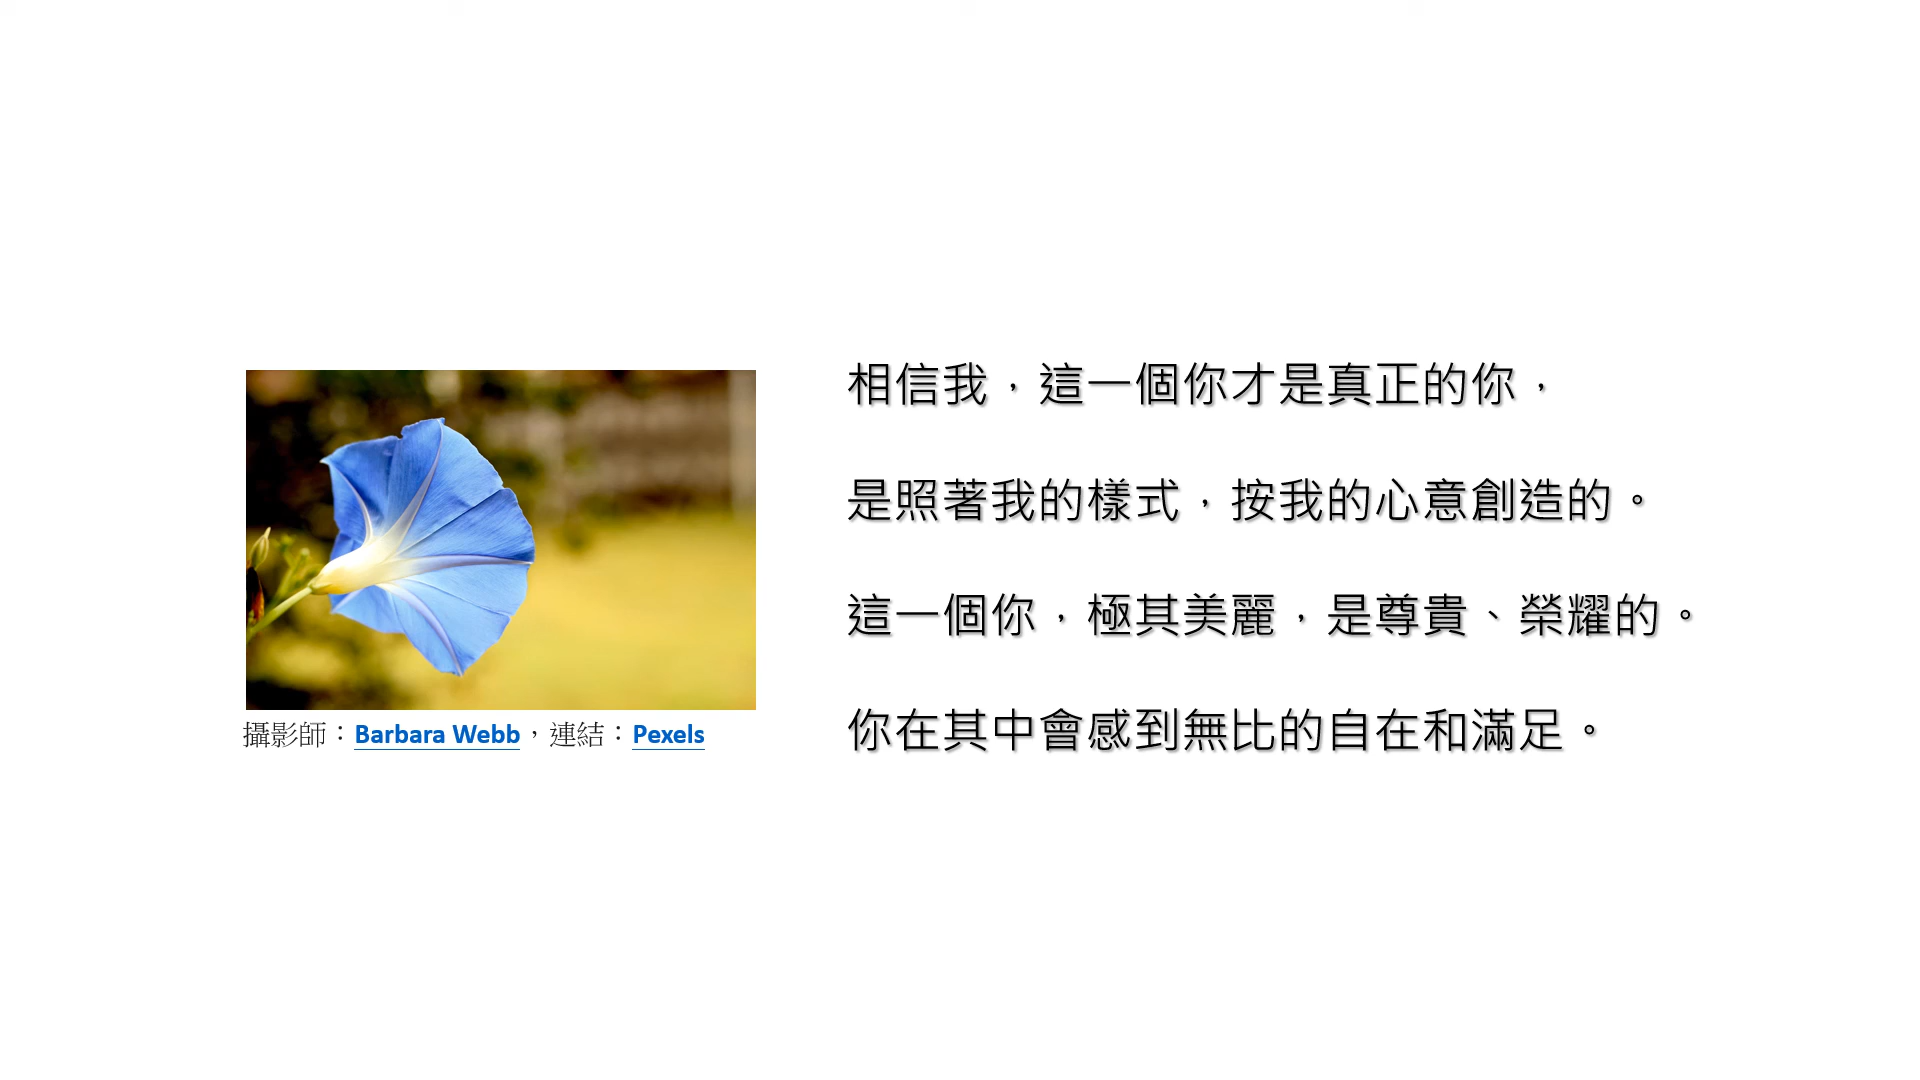 相信我，這一個你才是真正的你，
是照著我的樣式，按我的心意創造的。
這一個你，極其美麗，是尊貴、榮耀的。
你在其中會感到無比的自在和滿足。
攝影師：Barbara Webb，連結：Pexels